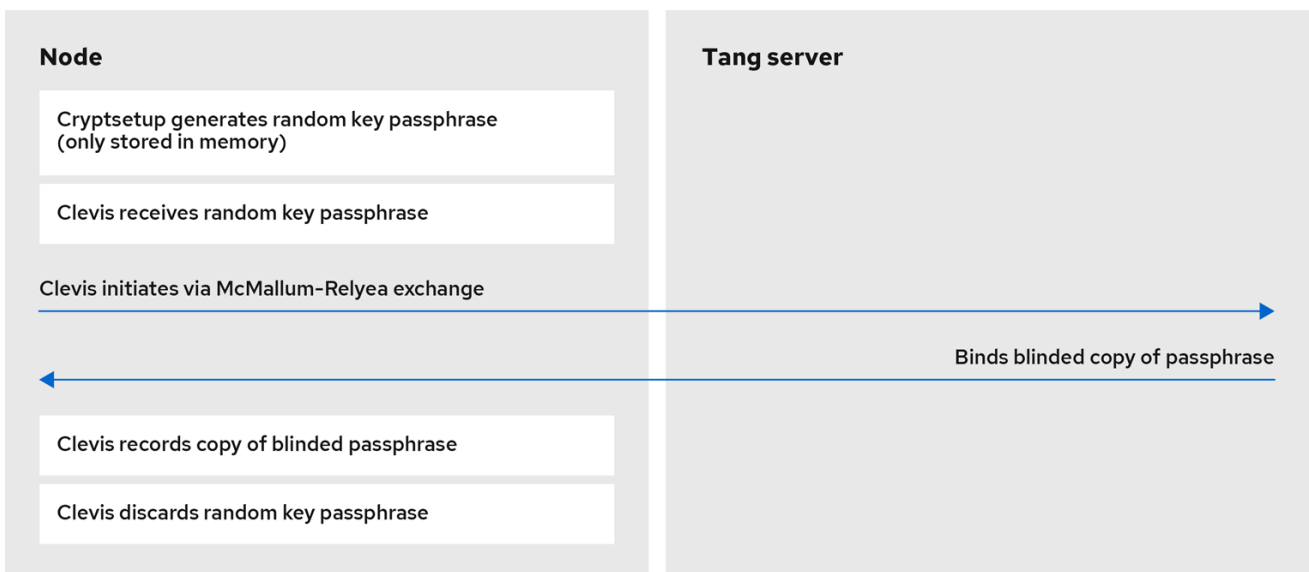 Node
Tang server
Cryptsetup generates random key passphrase
(only stored in memory)
Clevis receives random key passphrase
Clevis initiates via McMallum-Relyea exchange
Binds blinded copy of passphrase
Clevis records copy of blinded passphrase
Clevis discards random key passphrase